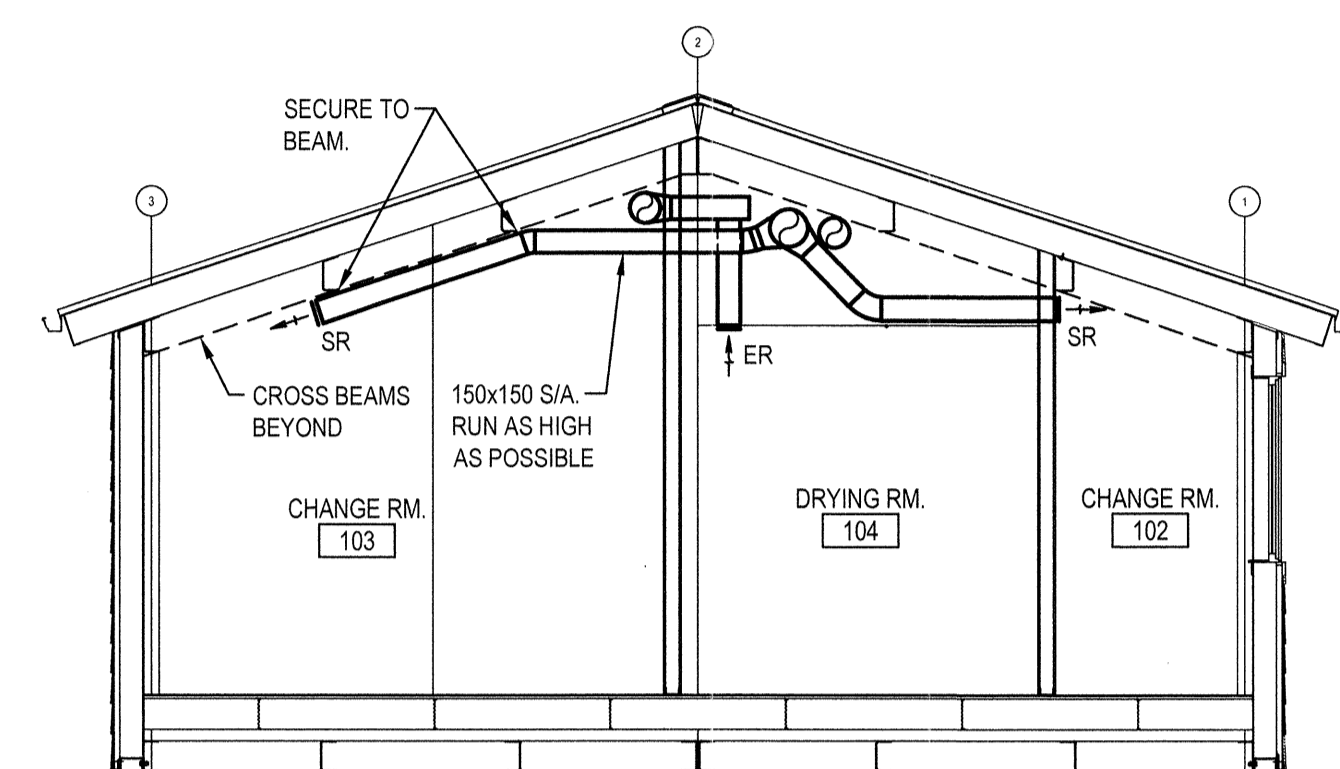 2
SECURE TO
BEAM.
3
1
SR
SR
ER
CROSS BEAMS
BEYOND
150x150 S/A.
RUN AS HIGH
AS POSSIBLE
CHANGE RM.
103
DRYING RM.
104
CHANGE RM.
102